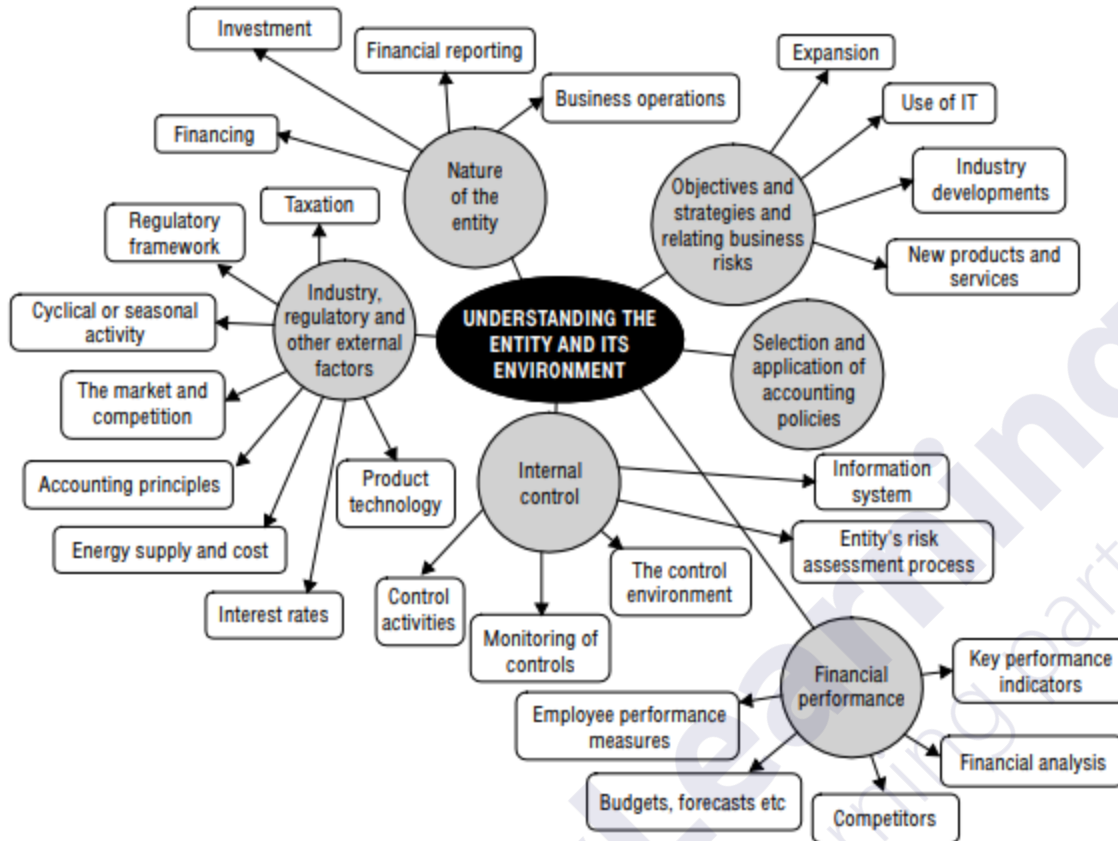 Investment
Financial reporting
Business operations
Financing
Nature
of the
entity
Expansion
Use of IT
Industry
developments
New products and
services
Objectives and
strategies and
relating business
risks
Taxation
Regulatory
framework
Cyclical or seasonal
activity
The market and
competition
Accounting principles
Energy supply and cost
Interest rates
Product
technology
Industry,
regulatory and
other external
factors
UNDERSTANDING THE
ENTITY AND ITS
ENVIRONMENT
Selection and
application of
accounting
policies
Internal
control
Information
system
Entity's risk
assessment process
The control
environment
Monitoring of
controls
Control
activities
Financial
performance
Key performance
indicators
Financial analysis
Competitors
Budgets, forecasts etc
Employee performance
measures
Learning